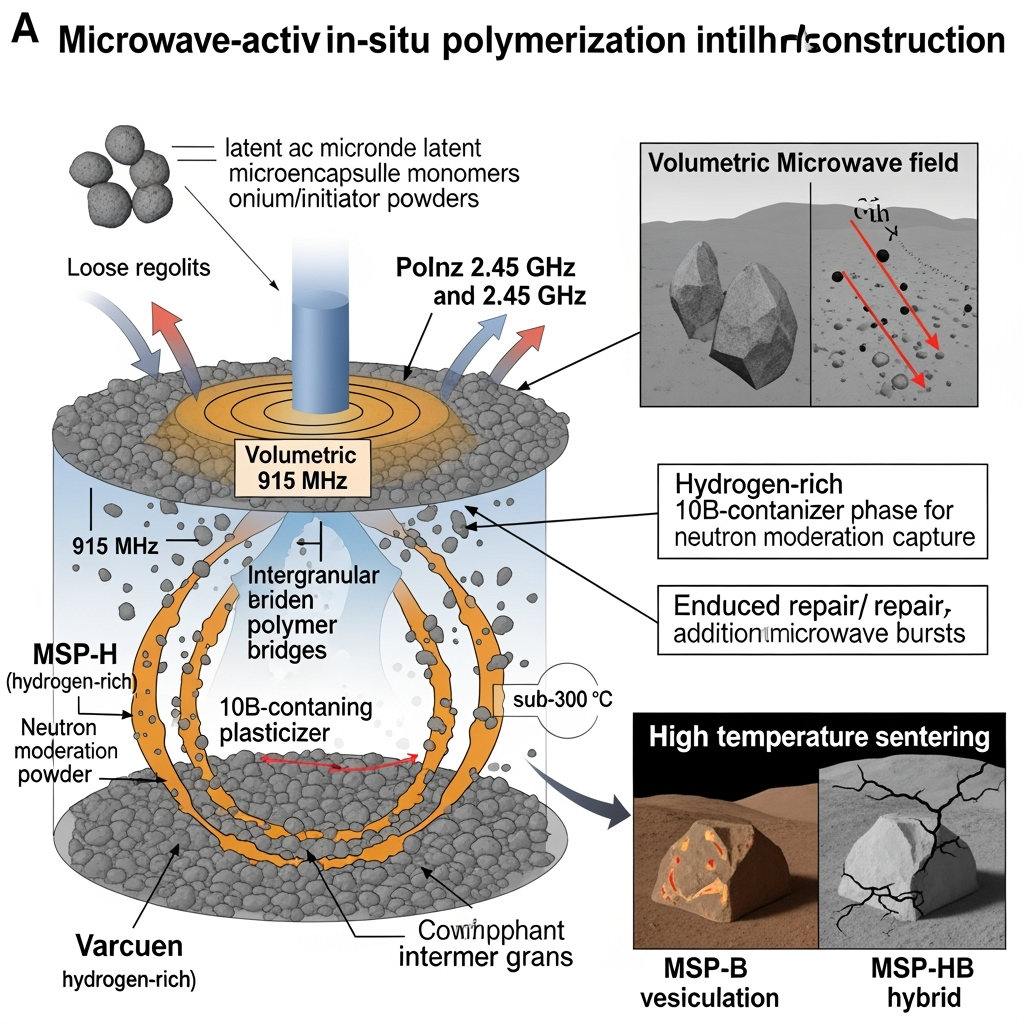 A
Microwave-activ in-situ polymerization
latent ac micronde latent
microencapsulle monomers
onium/initiator powders
Loose regolits
Polnz 2.45 GHz
and 2.45 GHz
Volumetric Microwave field
Volumetric
915 MHz
915 MHz
Hydrogen-rich
10B-contanizer phase for
neutron moderation capture
Intergranular
briden
polymer
bridges
Enduced repair/ repair,
addition microwave bursts
MSP-H
(hydrogen-rich)
Neutron
moderation
powder
10B-contaning
plasticizer
sub-300 °C
High temperature sentering
Varcuen
hydrogen-rich)
intermer grans
MSP-B
vesiculation
MSP-HB
hybrid